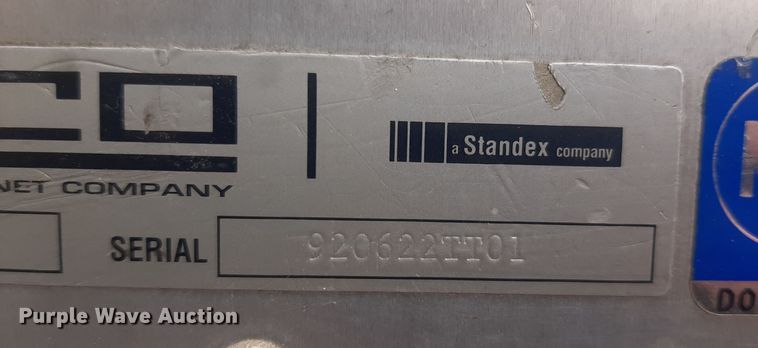 CO
a Standex company
NET COMPANY
SERIAL 920622TT01
DO
Purple Wave Auction